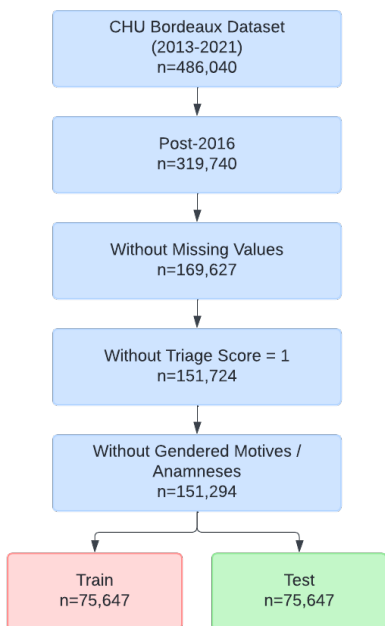 CHU Bordeaux Dataset
(2013-2021)
n=486,040
Post-2016
n=319,740
Without Missing Values
n=169,627
Without Triage Score = 1
n=151,724
Without Gendered Motives /
Anamneses
n=151,294
Train
n=75,647
Test
n=75,647